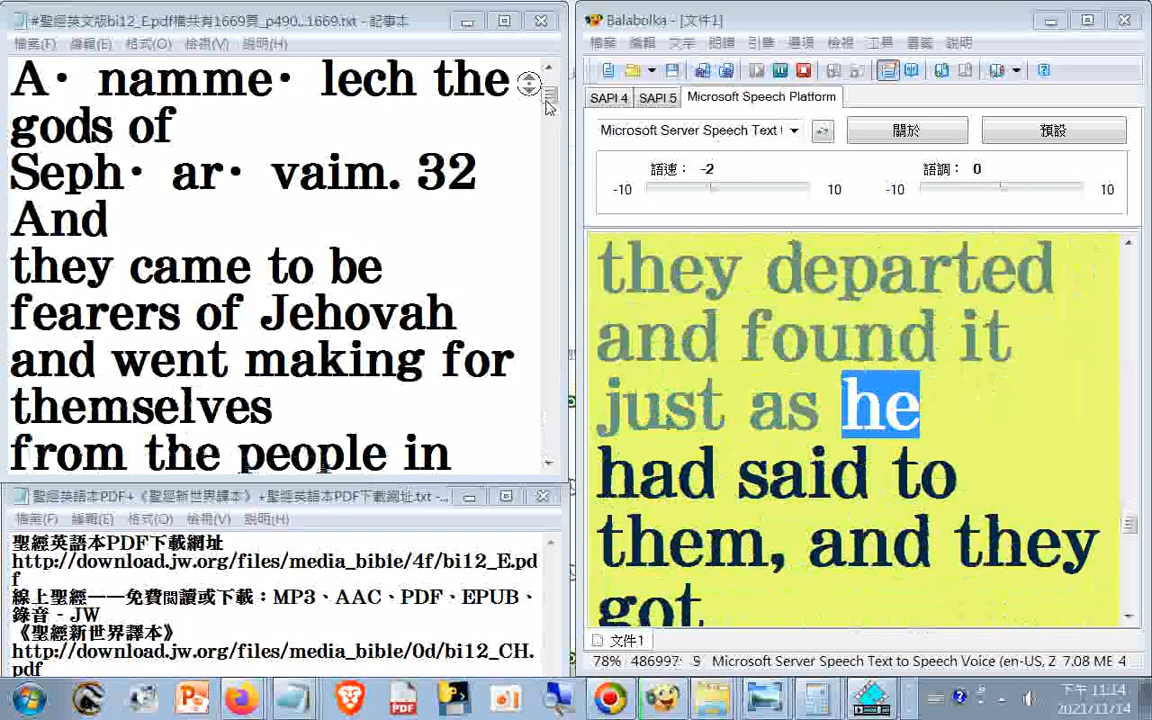 #聖經英文版bi12_E.pdf檔共有1669頁_p490...1669.txt - 記事本
檔案(F) 編輯(E) 格式(O) 檢視(V) 說明(H)
A· namme· lech the
gods of
Seph· ar· vaim. 32
And
they came to be
fearers of Jehovah
and went making for
themselves
from the people in
聖經英語本PDF+《聖經新世界譯本》+聖經英語本PDF下載網址.txt -...
檔案(F) 編輯(E) 格式(O) 檢視(V) 說明(H)
聖經英語本PDF下載網址
http://download.jw.org/files/media_bible/4f/bi12_E.pd
f
線上聖經——免費閱讀或下載：MP3、AAC、PDF、EPUB、
錄音 - JW
《聖經新世界譯本》
http://download.jw.org/files/media_bible/0d/bi12_CH.
pdf
Balabolka - [文件1]
檔案 編輯 文字 朗讀 引擎 選項 檢視 工具 書籤 說明
SAPI 4 SAPI 5 Microsoft Speech Platform
Microsoft Server Speech Text 關於 預設
語速： -2 語調： 0
-10 10 -10 10
they departed
and found it
just as he
had said to
them, and they
got
文件1
78% 486997 Microsoft Server Speech Text to Speech Voice (en-US, Z 7.08 ME 4
PDF
下午 11:14
2021/11/14